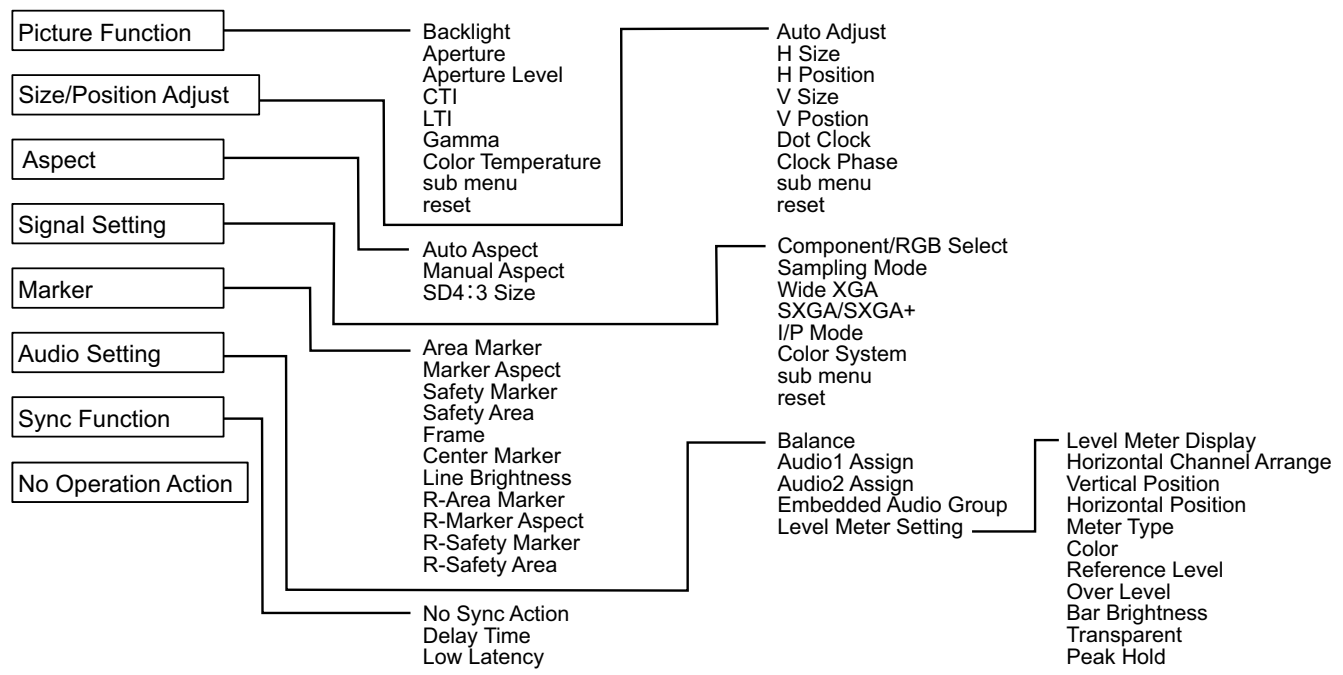 Picture Function
Size/Position Adjust
Aspect
Signal Setting
Marker
Audio Setting
Sync Function
No Operation Action
Backlight
Aperture
Aperture Level
CTI
LTI
Gamma
Color Temperature
sub menu
reset
Auto Aspect
Manual Aspect
SD4:3 Size
Area Marker
Marker Aspect
Safety Marker
Safety Area
Frame
Center Marker
Line Brightness
R-Area Marker
R-Marker Aspect
R-Safety Marker
R-Safety Area
No Sync Action
Delay Time
Low Latency
Auto Adjust
H Size
H Position
V Size
V Postion
Dot Clock
Clock Phase
sub menu
reset
Component/RGB Select
Sampling Mode
Wide XGA
SXGA/SXGA+
I/P Mode
Color System
sub menu
reset
Balance
Audio1 Assign
Audio2 Assign
Embedded Audio Group
Level Meter Setting
Level Meter Display
Horizontal Channel Arrange
Vertical Position
Horizontal Position
Meter Type
Color
Reference Level
Over Level
Bar Brightness
Transparent
Peak Hold